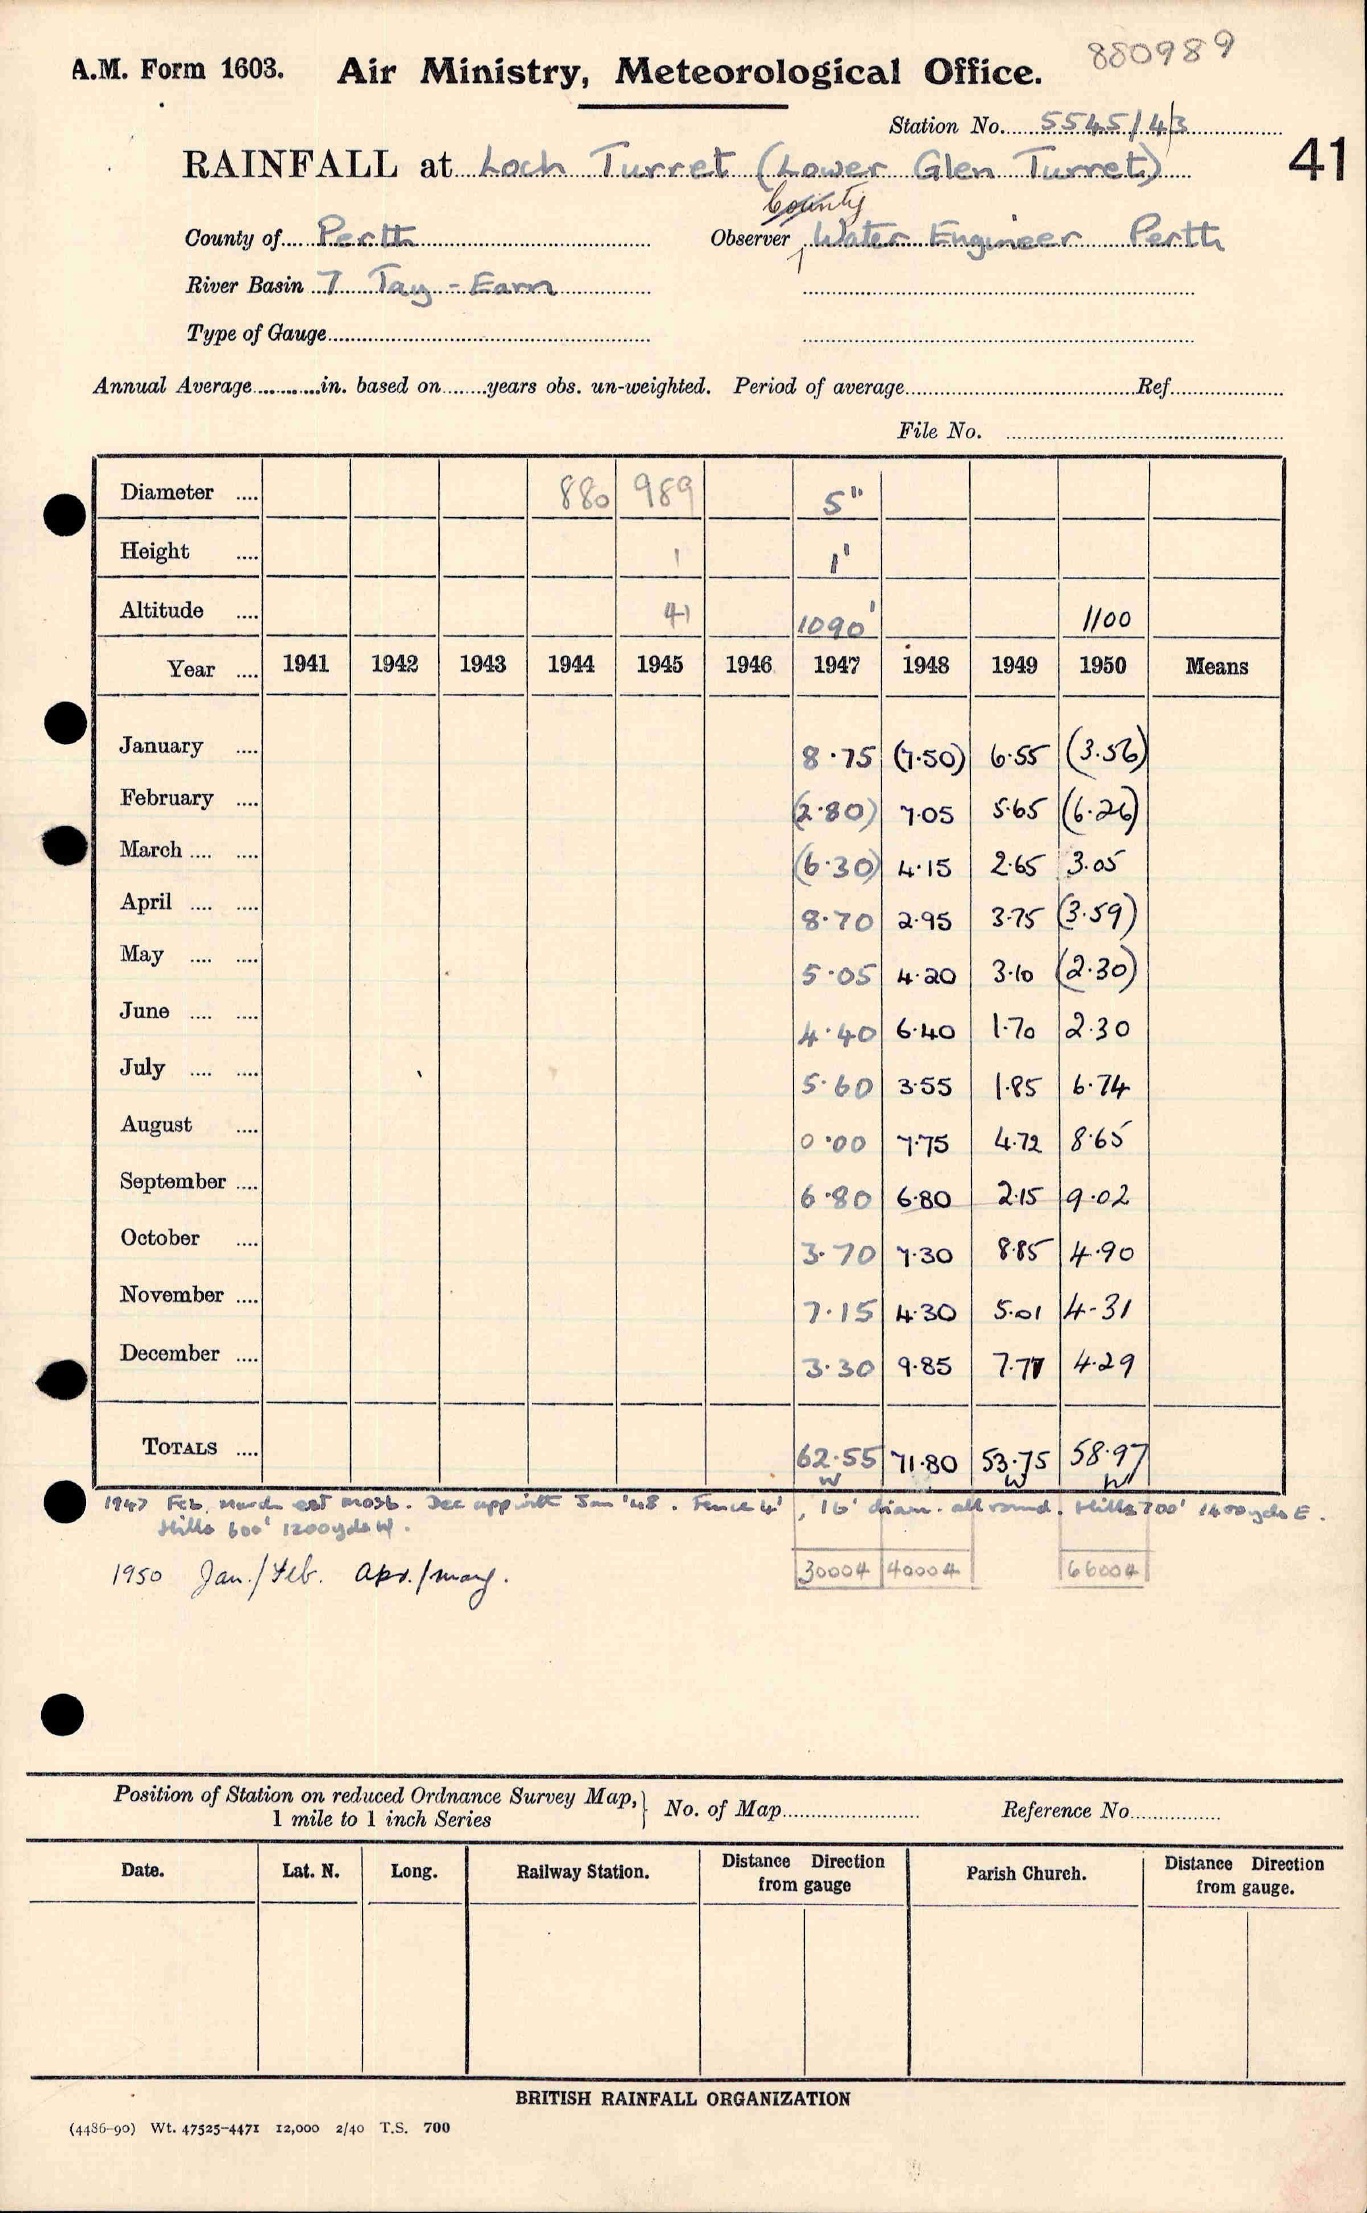 880989
A.M. Form 1603. Air Ministry, Meteorological Office.
Station No. 5545/43
41
RAINFALL at Loch Turret (Lower Glen Turret)
County
County of Perth Observer Water Engineer Perth
River Basin 7 Tay - Earn
Type of Gauge
Annual Average in. based on years obs. un-weighted. Period of average Ref.
File No.
Diameter 880 989 5"
Height 1 1'
Altitude 41 1090' 1100
Year 1941 1942 1943 1944 1945 1946 1947 1948 1949 1950 Means
January 8.75 (7.50) 6.55 (3.56)
February (2.80) 7.05 5.65 (6.26)
March (6.30) 4.15 2.65 3.05
April 8.70 2.95 3.75 (3.59)
May 5.05 4.20 3.10 (2.30)
June 4.40 6.40 1.70 2.30
July 5.60 3.55 1.85 6.74
August 0.00 7.75 4.72 8.65
September 6.80 6.80 2.15 9.02
October 3.70 7.30 8.85 4.90
November 7.15 4.30 5.01 4-31
December 3.30 9.85 7.77 4.29
TOTALS 62.55 71.80 53.75 58.97
W W W
1947 Feb. March est MO3b. Dec app with Jan '48. Fence 4', 16' diam. all round. Hills 700' 1400yds E.
Hills 600' 1200yds W.
1950 Jan./Feb. Apr./May.
30004 40004 66004
Position of Station on reduced Ordnance Survey Map, 1 mile to 1 inch Series } No. of Map Reference No.
Date. Lat. N. Long. Railway Station. Distance Direction from gauge Parish Church. Distance Direction from gauge.
BRITISH RAINFALL ORGANIZATION
(4486-90) Wt. 47525-4471 12,000 2/40 T.S. 700